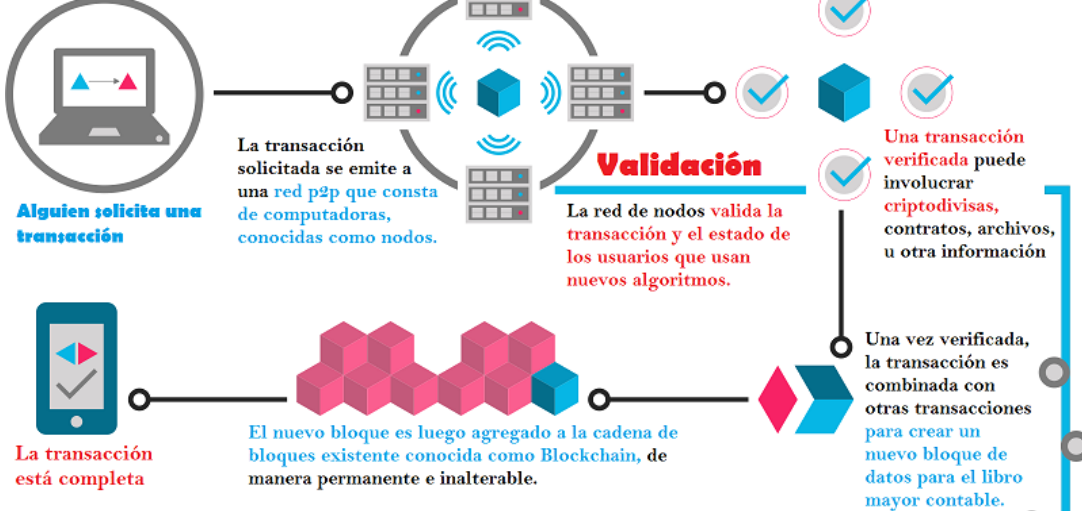 Alguien solicita una
transacción
La transacción
solicitada se emite a
una red p2p que consta
de computadoras,
conocidas como nodos.
Validación
La red de nodos valida la
transacción y el estado de
los usuarios que usan
nuevos algoritmos.
Una transacción
verificada puede
involucrar
criptodivisas,
contratos, archivos,
u otra información
Una vez verificada,
la transacción es
combinada con
otras transacciones
para crear un
nuevo bloque de
datos para el libro
mayor contable.
El nuevo bloque es luego agregado a la cadena de
bloques existente conocida como Blockchain, de
manera permanente e inalterable.
La transacción
está completa